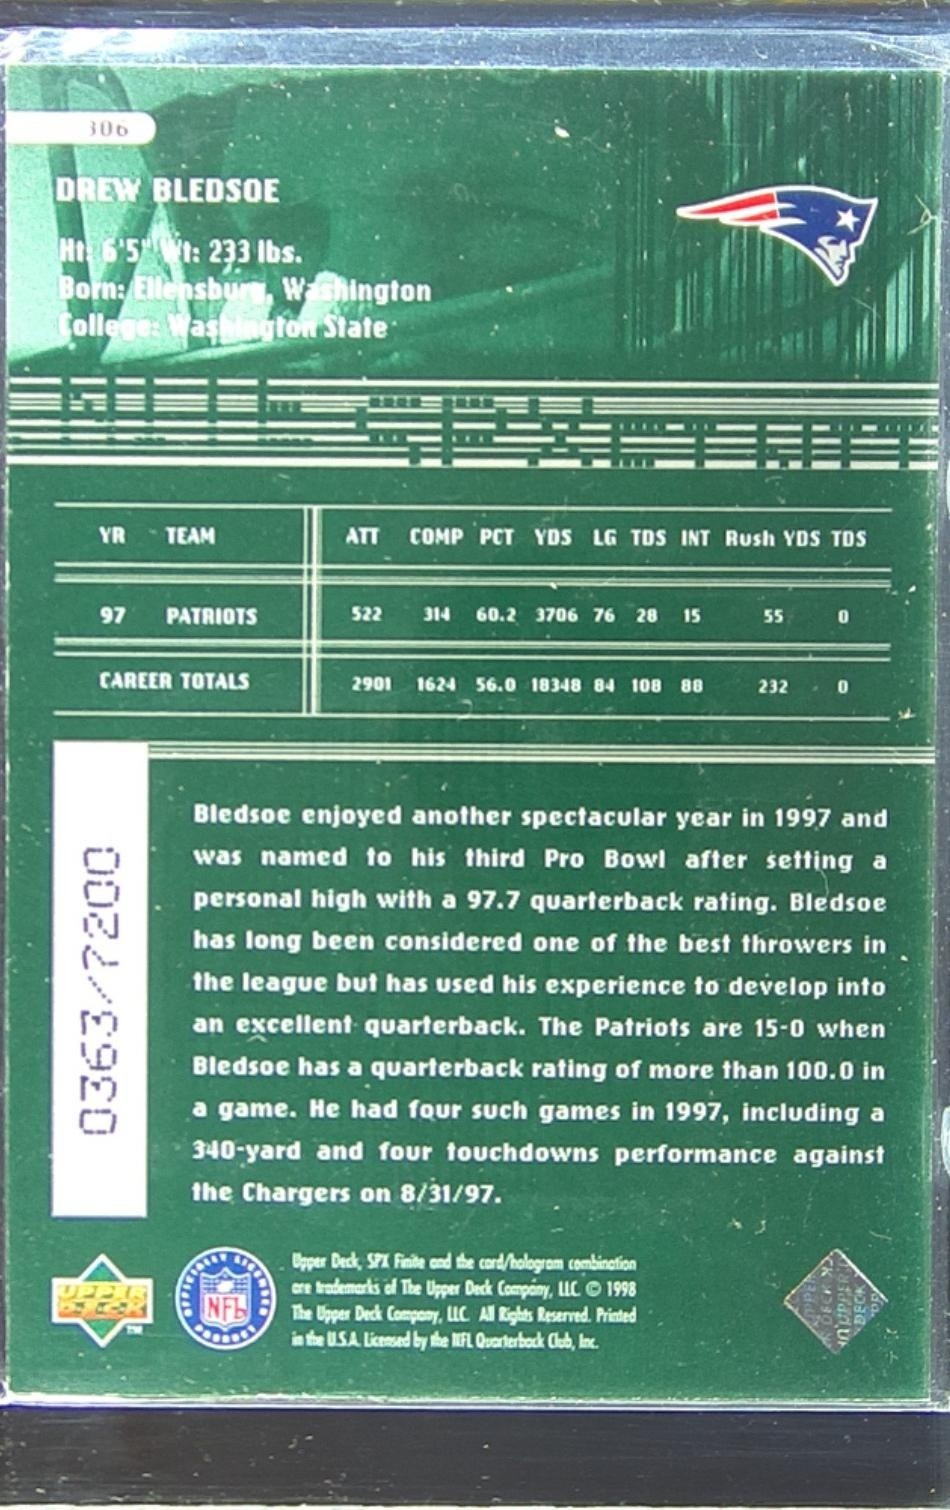 306
DREW BLEDSOE
Ht: 6'5" Wt: 233 lbs.
Born: Ellensburg, Washington
College: Washington State
YR TEAM ATT COMP PCT YDS LG TDS INT Rush YDS TDS
97 PATRIOTS 522 314 60.2 3706 76 28 15 55 0
CAREER TOTALS 2901 1624 56.0 18348 84 108 88 232 0
0363/7200
Bledsoe enjoyed another spectacular year in 1997 and
was named to his third Pro Bowl after setting a
personal high with a 97.7 quarterback rating. Bledsoe
has long been considered one of the best throwers in
the league but has used his experience to develop into
an excellent quarterback. The Patriots are 15-0 when
Bledsoe has a quarterback rating of more than 100.0 in
a game. He had four such games in 1997, including a
340-yard and four touchdowns performance against
the Chargers on 8/31/97.
UPPER
DECK
TM
OFFICIALLY LICENSED
NFL
PRODUCT
Upper Deck, SPX Finite and the card/hologram combination
are trademarks of The Upper Deck Company, LLC. © 1998
The Upper Deck Company, LLC. All Rights Reserved. Printed
in the U.S.A. Licensed by the NFL Quarterback Club, Inc.
UPPER
DECK